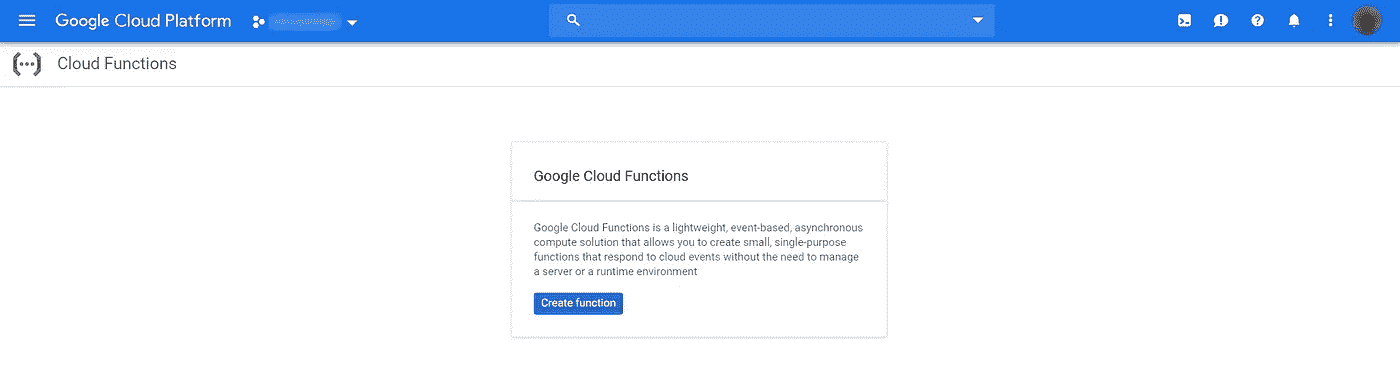 Google Cloud Platform
Cloud Functions
Google Cloud Functions
Google Cloud Functions is a lightweight, event-based, asynchronous
compute solution that allows you to create small, single-purpose
functions that respond to cloud events without the need to manage
a server or a runtime environment
Create function